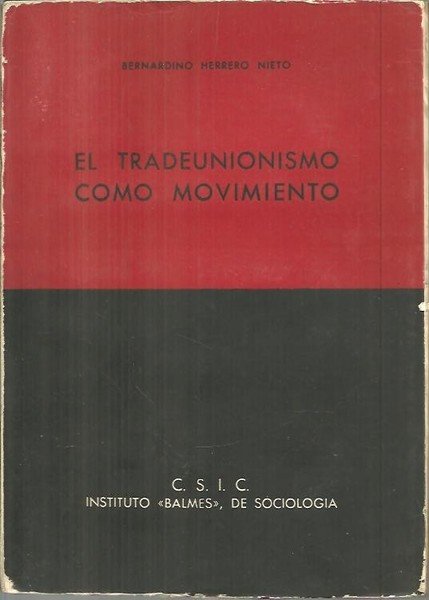 BERNARDINO HERRERO NIETO
EL TRADEUNIONISMO
COMO MOVIMIENTO
C. S. I. C.
INSTITUTO «BALMES», DE SOCIOLOGIA